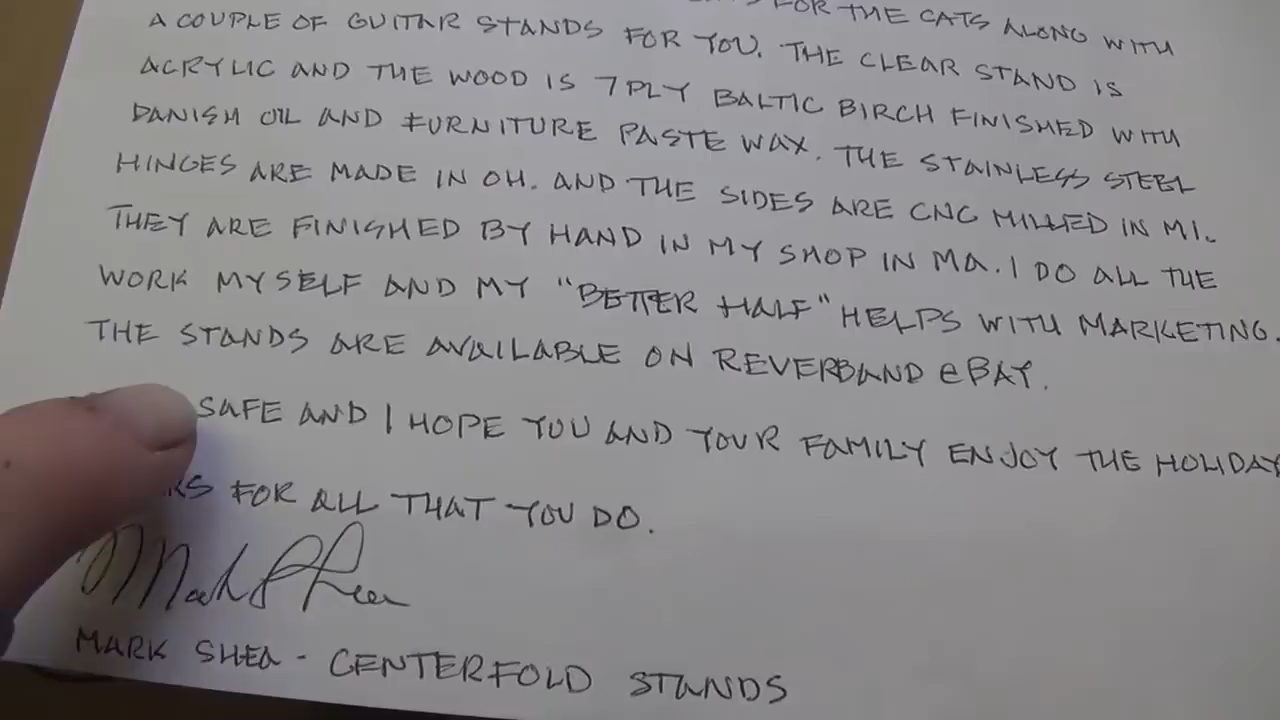 FOR THE CATS ALONG WITH
A COUPLE OF GUITAR STANDS FOR YOU. THE CLEAR STAND IS
ACRYLIC AND THE WOOD IS 7 PLY BALTIC BIRCH FINISHED WITH
DANISH OIL AND FURNITURE PASTE WAX. THE STAINLESS STEEL
HINGES ARE MADE IN OH. AND THE SIDES ARE CNC MILLED IN MI.
THEY ARE FINISHED BY HAND IN MY SHOP IN MA. I DO ALL THE
WORK MYSELF AND MY "BETTER HALF" HELPS WITH MARKETING.
THE STANDS ARE AVAILABLE ON REVERB AND eBAY.
SAFE AND I HOPE YOU AND YOUR FAMILY ENJOY THE HOLIDAY
FOR ALL THAT YOU DO.
Mark Shea
MARK SHEA - CENTERFOLD STANDS